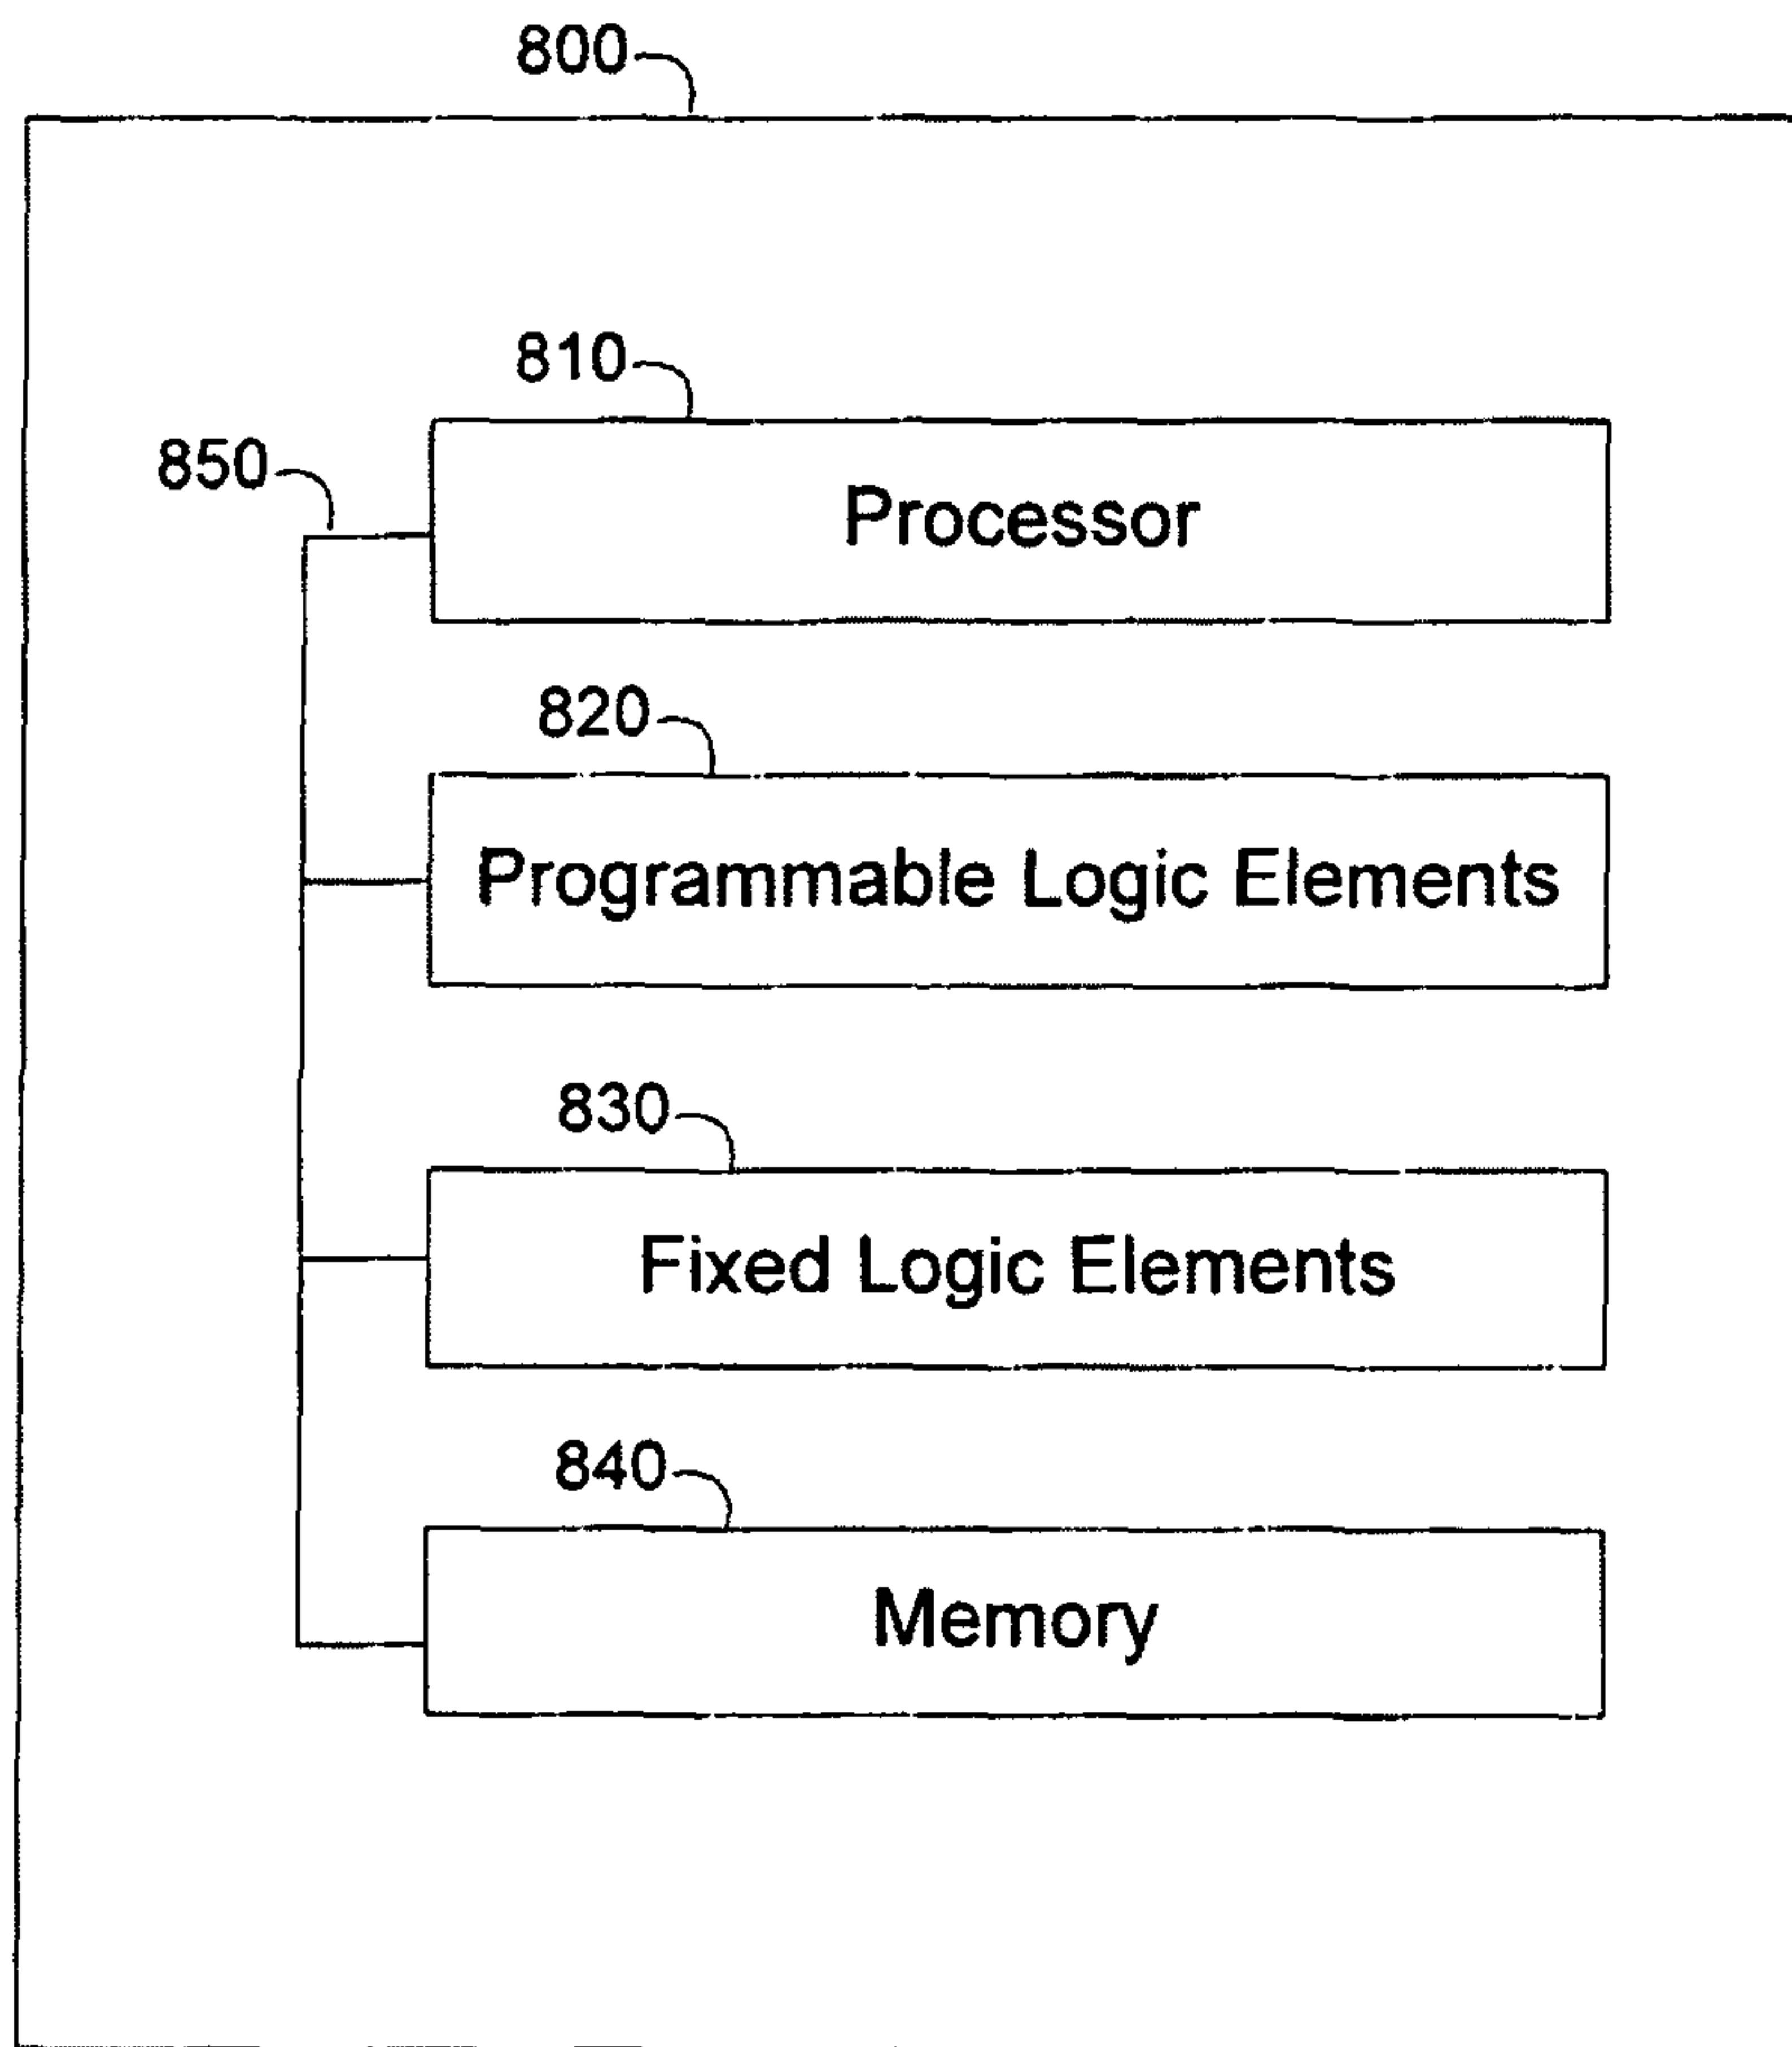 800
810
850
Processor
820
Programmable Logic Elements
830
Fixed Logic Elements
840
Memory